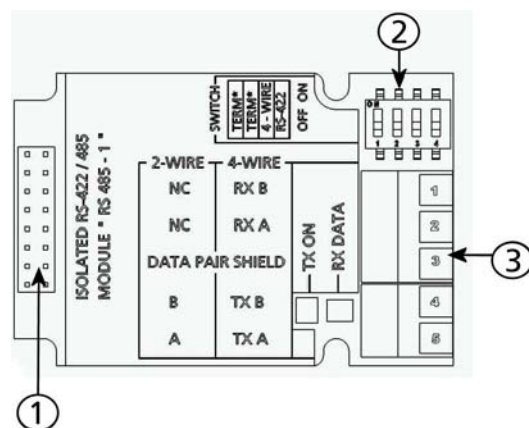 2
SWITCH
TERM*
TERM*
4 - WIRE
RS-422
OFF ON
ON
1 2 3 4
ISOLATED RS-422 / 485
MODULE " RS 485 - 1 "
2-WIRE 4-WIRE
NC RX B
NC RX A
DATA PAIR SHIELD
B TX B
A TX A
TX ON
RX DATA
1
2
3
4
5
3
1